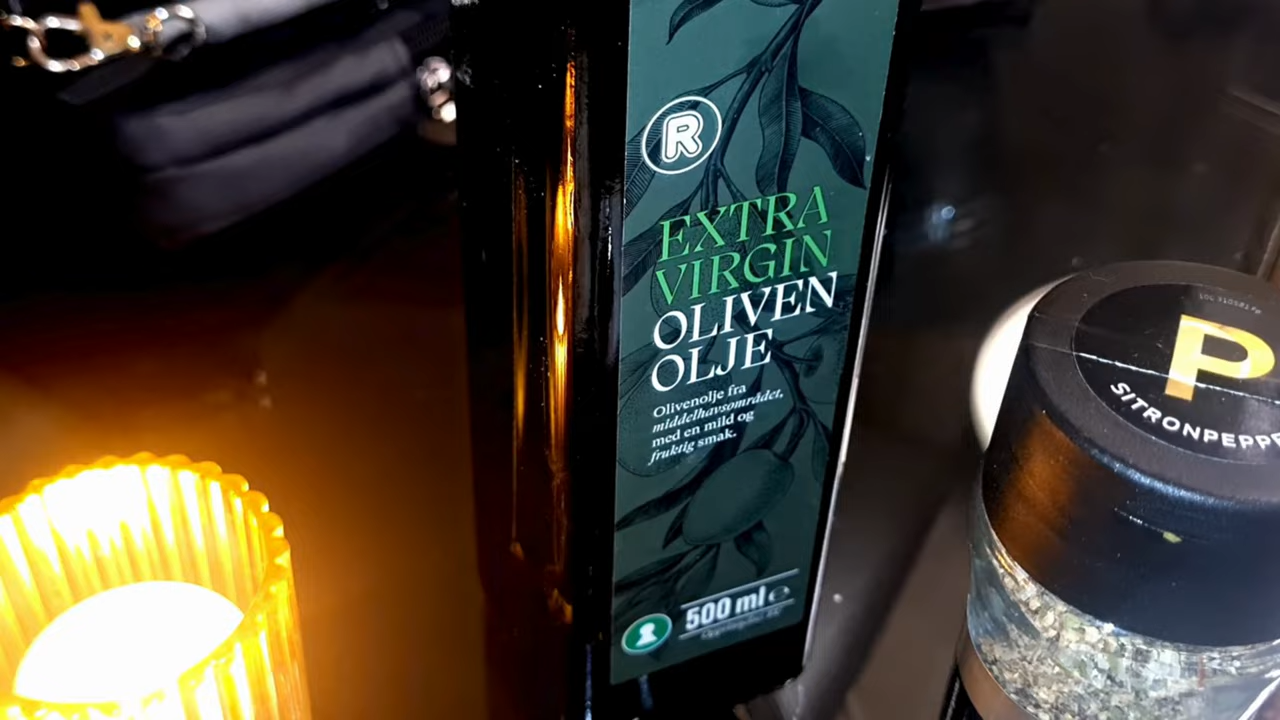 R
EXTRA
VIRGIN
OLIVEN
OLJE
Olivenolje fra
middelhavsområdet,
med en mild og
fruktig smak.
500 ml e
P
SITRONPEPPE